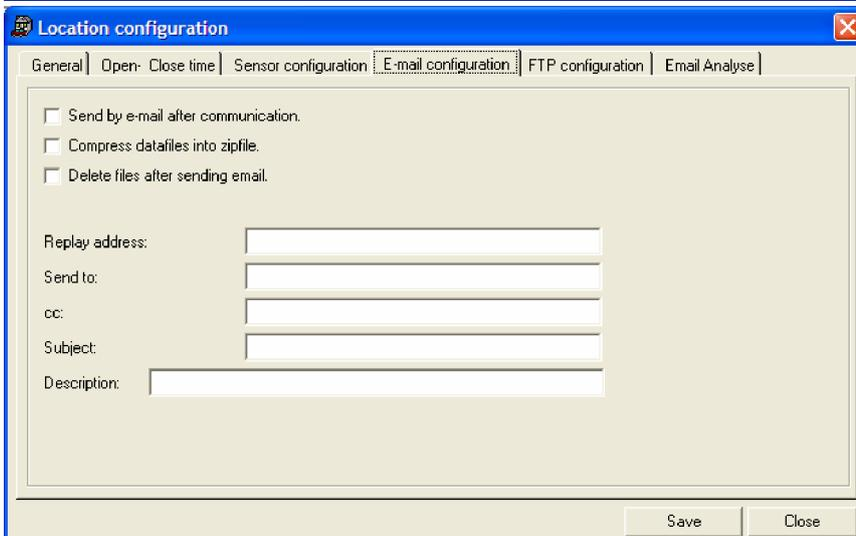 Location configuration
General Open- Close time Sensor configuration E-mail configuration FTP configuration Email Analyse
Send by e-mail after communication.
Compress datafiles into zipfile.
Delete files after sending email.
Replay address:
Send to:
cc:
Subject:
Description:
Save Close